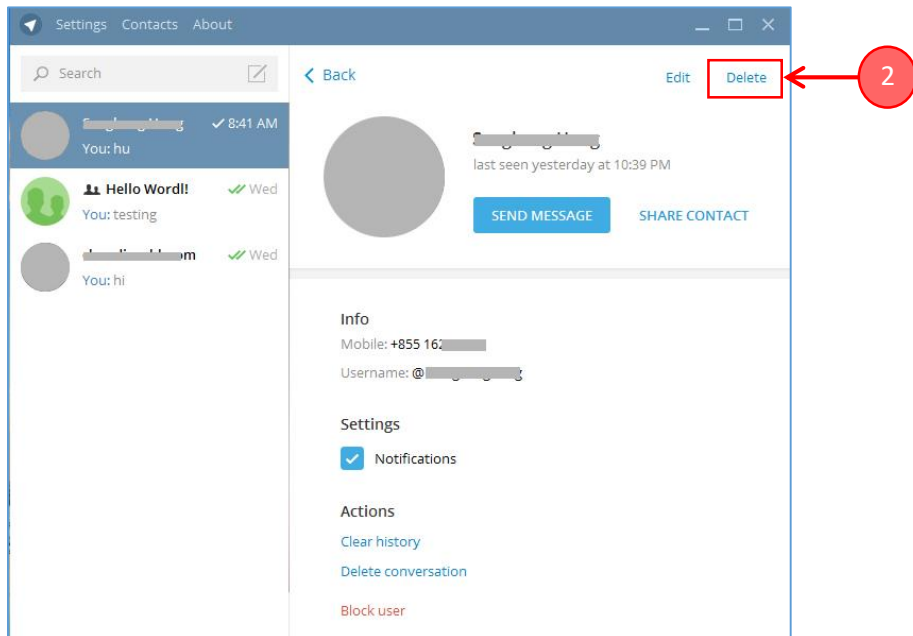 Settings Contacts About
Search
Back
Edit Delete
2
8:41 AM
You: hu
Hello Wordl!
Wed
You: testing
Wed
You: hi
last seen yesterday at 10:39 PM
SEND MESSAGE
SHARE CONTACT
Info
Mobile: +855 162
Username: @
Settings
Notifications
Actions
Clear history
Delete conversation
Block user